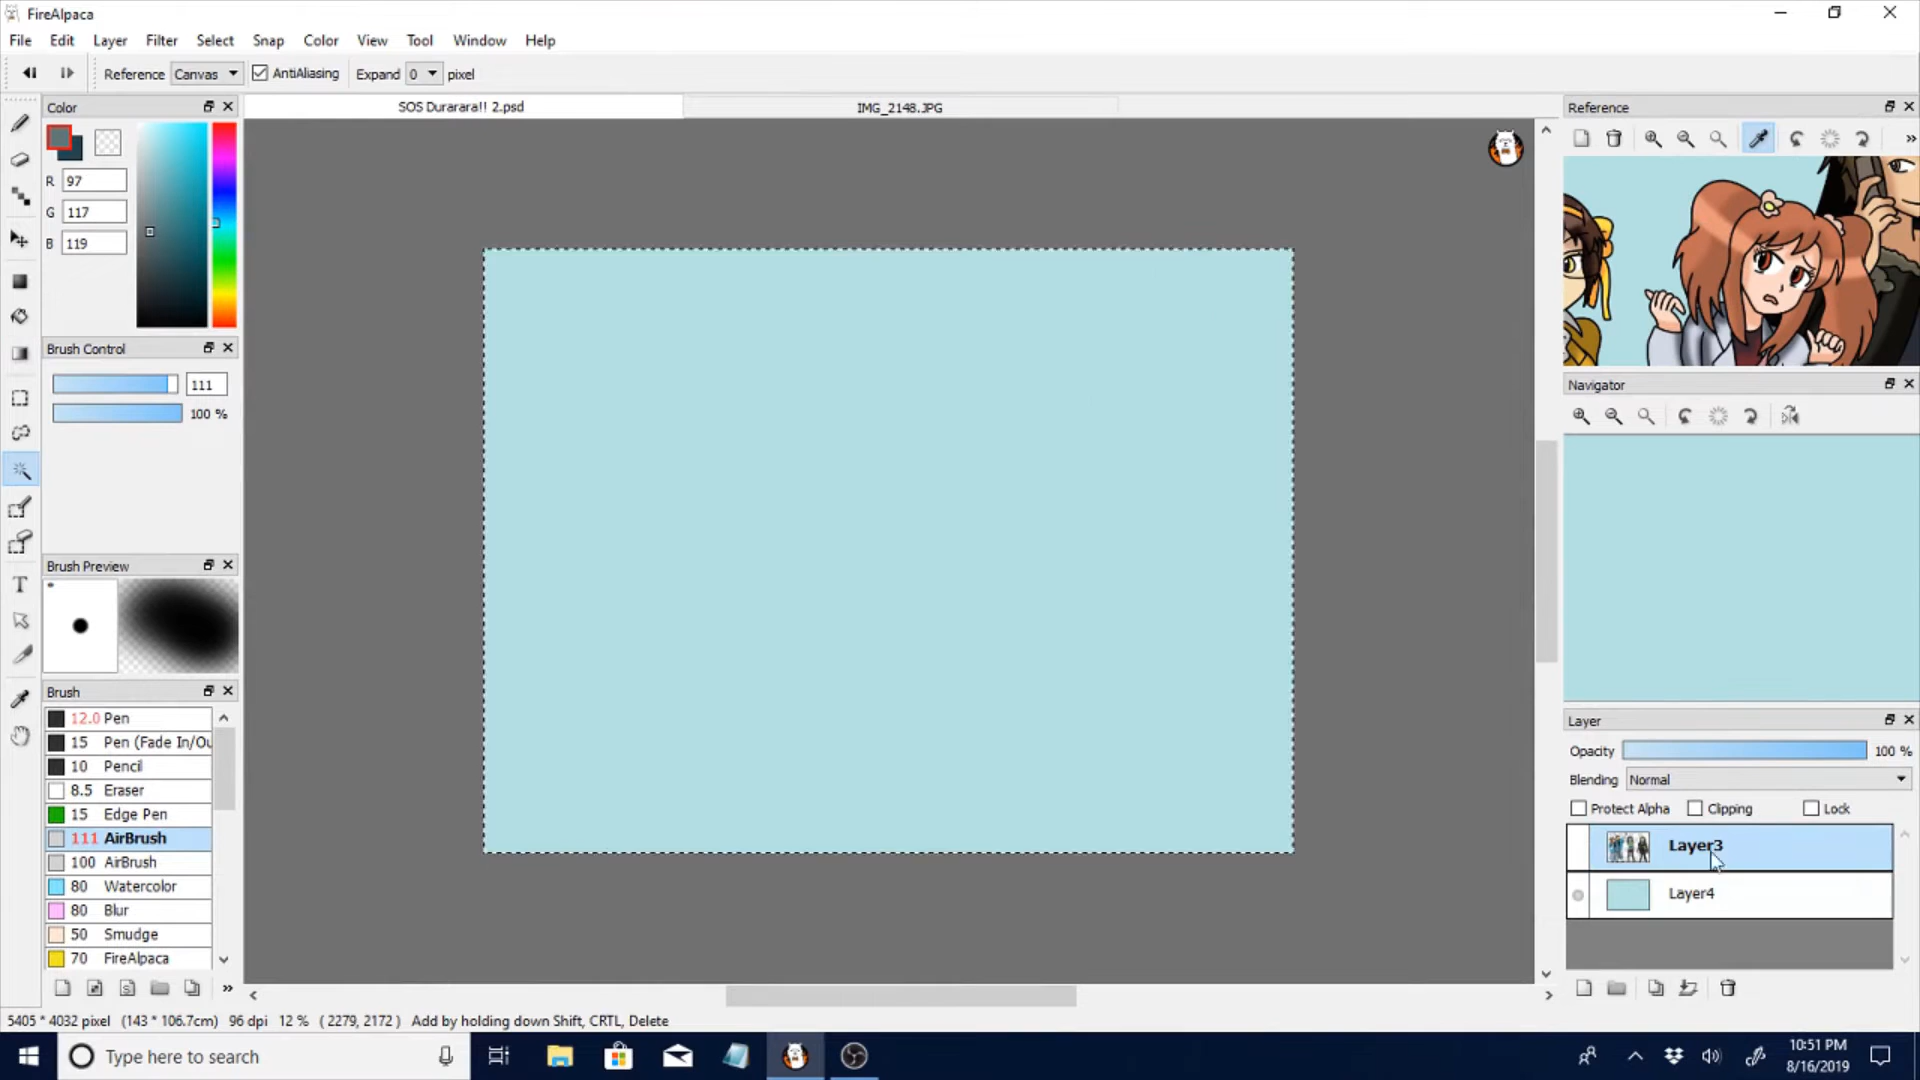 FireAlpaca
File Edit Layer Filter Select Snap Color View Tool Window Help
Reference Canvas AntiAliasing Expand 0 pixel
Color
SOS Durarara!! 2.psd
IMG_2148.JPG
Reference
R 97
G 117
B 119
Brush Control
111
100 %
Navigator
Brush Preview
Brush
12.0 Pen
15 Pen (Fade In/Ou
10 Pencil
8.5 Eraser
15 Edge Pen
111 AirBrush
100 AirBrush
80 Watercolor
80 Blur
50 Smudge
70 FireAlpaca
Layer
Opacity 100 %
Blending Normal
Protect Alpha Clipping Lock
Layer3
Layer4
5405 * 4032 pixel (143 * 106.7cm) 96 dpi 12 % ( 2279, 2172 ) Add by holding down Shift, CRTL, Delete
Type here to search
10:51 PM
8/16/2019